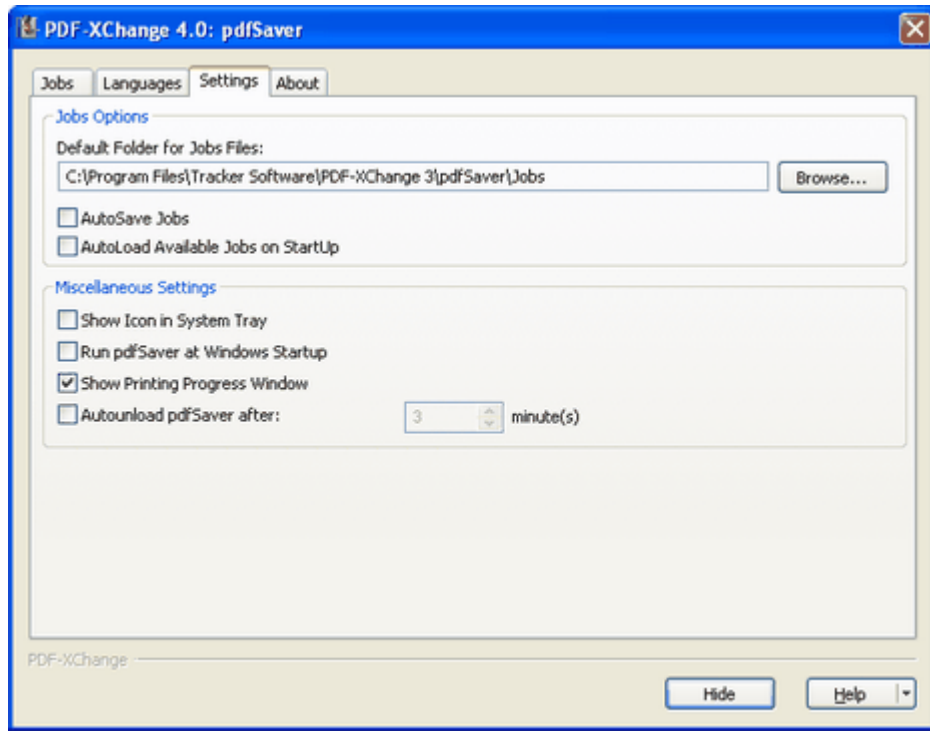 PDF-XChange 4.0: pdfSaver
Jobs Languages Settings About
Jobs Options
Default Folder for Jobs Files:
C:\Program Files\Tracker Software\PDF-XChange 3\pdfSaver\Jobs Browse...
AutoSave Jobs
AutoLoad Available Jobs on StartUp
Miscellaneous Settings
Show Icon in System Tray
Run pdfSaver at Windows Startup
Show Printing Progress Window
Autounload pdfSaver after: 3 minute(s)
PDF-XChange
Hide Help